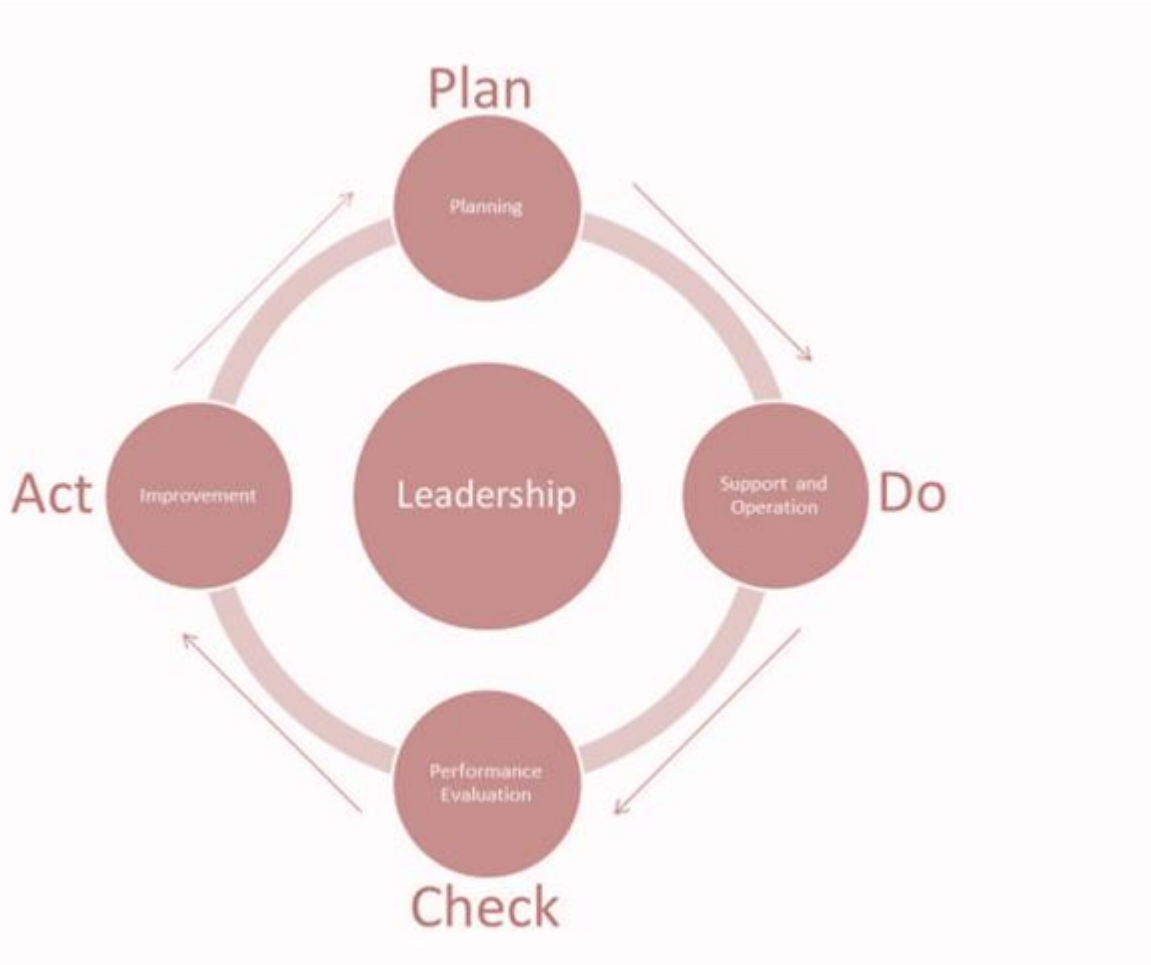 Plan
Planning
Act
Improvement
Leadership
Support and
Operation
Do
Performance
Evaluation
Check